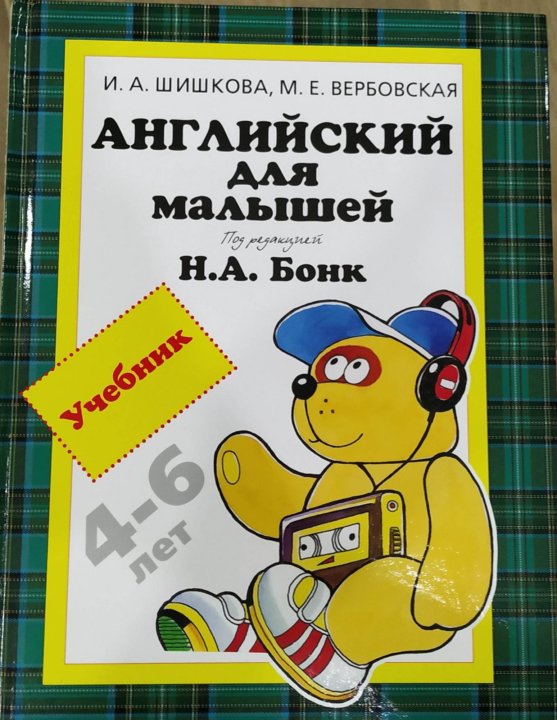 И. А. ШИШКОВА, М. Е. ВЕРБОВСКАЯ
АНГЛИЙСКИЙ
ДЛЯ
МАЛЫШЕЙ
Под редакцией
Н.А. Бонк
Учебник
4-6
лет